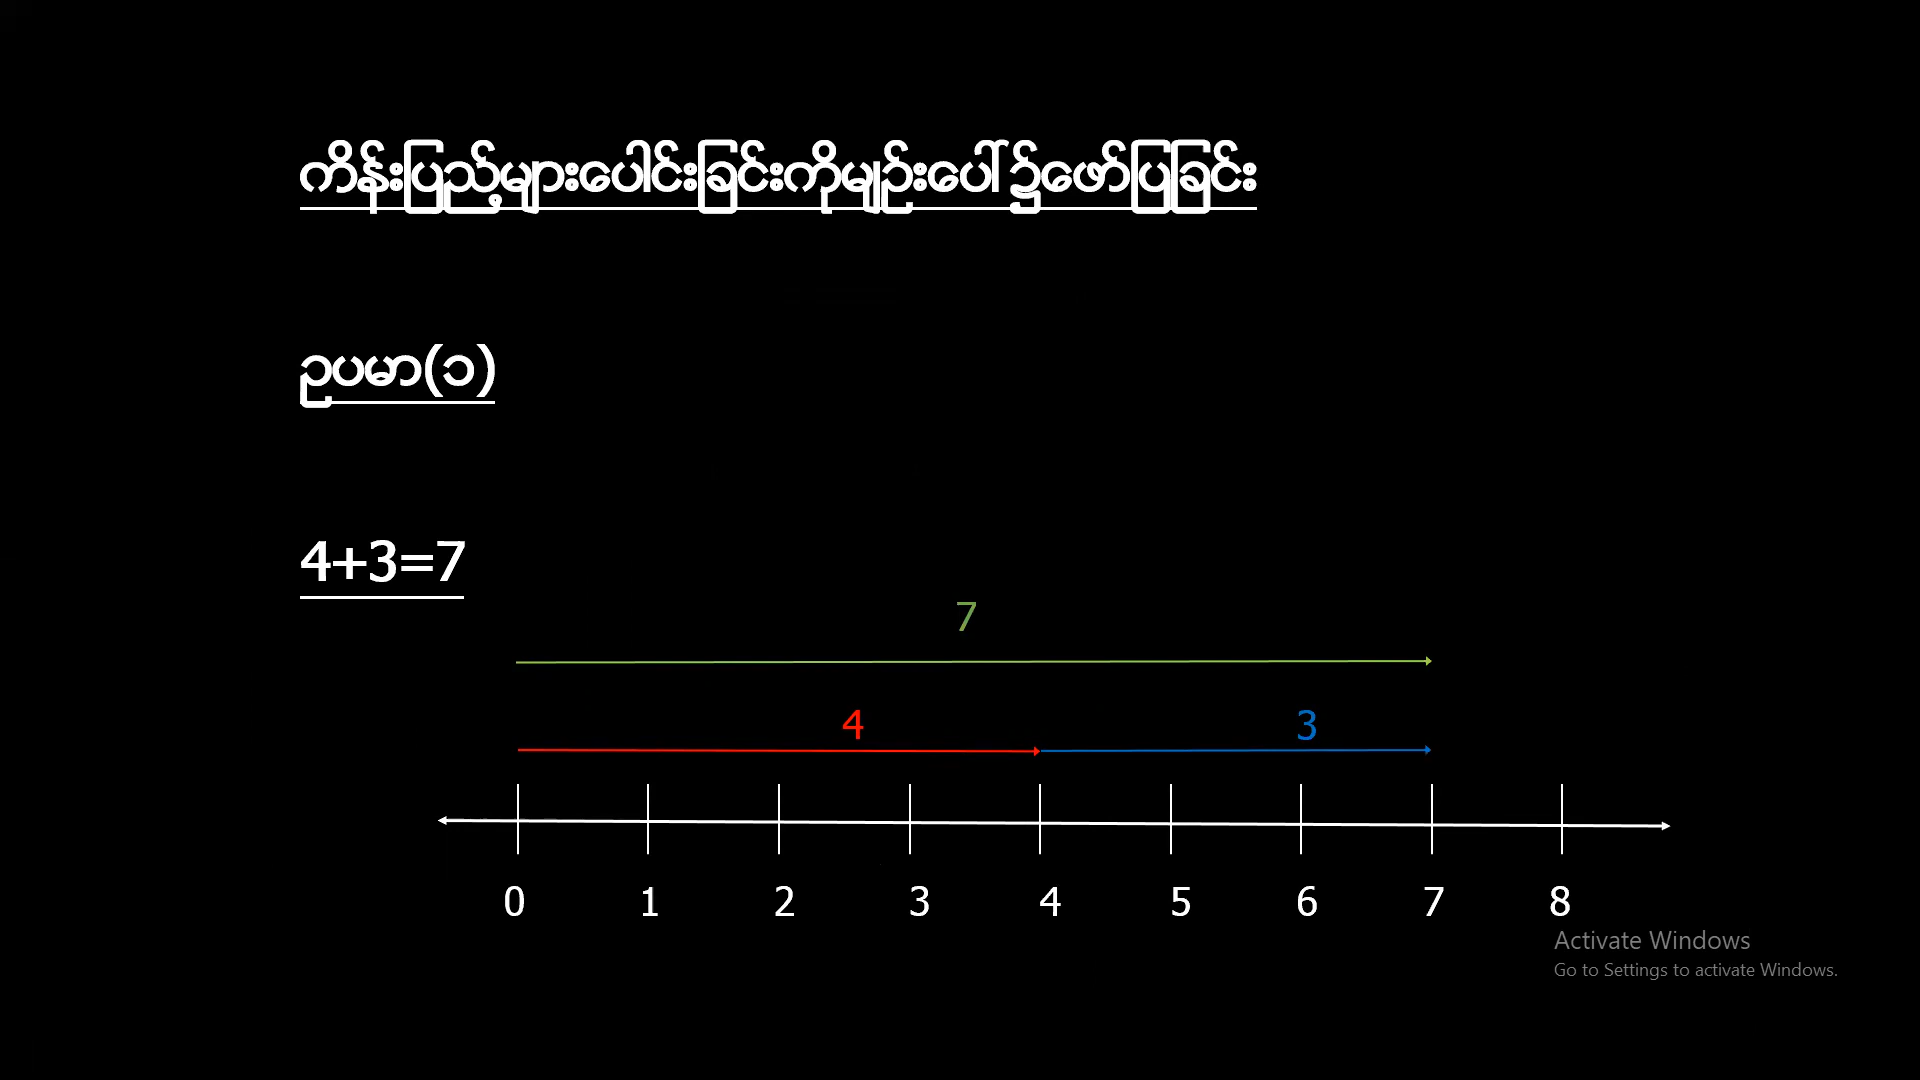 ကိန်းပြည့်များပေါင်းခြင်းကိုမျဉ်းပေါ်၌ဖော်ပြခြင်း
ဥပမာ(၁)
4+3=7
7
4 3
0 1 2 3 4 5 6 7 8
Activate Windows
Go to Settings to activate Windows.